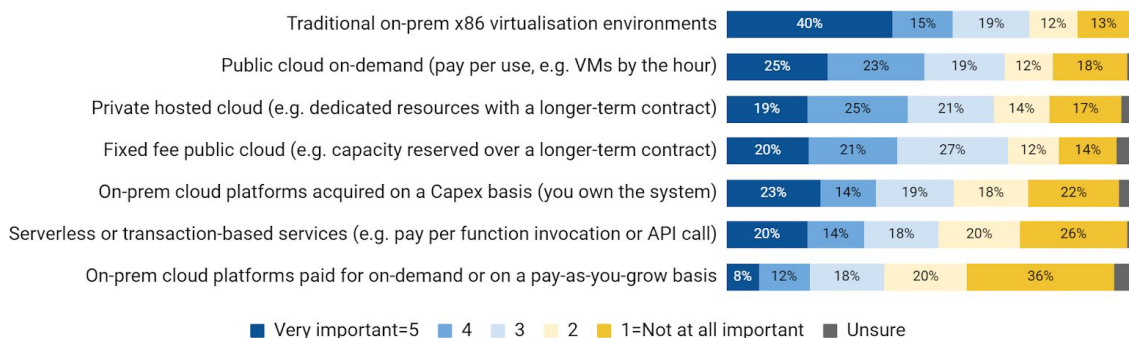 Traditional on-prem x86 virtualisation environments 40% 15% 19% 12% 13%
Public cloud on-demand (pay per use, e.g. VMs by the hour) 25% 23% 19% 12% 18%
Private hosted cloud (e.g. dedicated resources with a longer-term contract) 19% 25% 21% 14% 17%
Fixed fee public cloud (e.g. capacity reserved over a longer-term contract) 20% 21% 27% 12% 14%
On-prem cloud platforms acquired on a Capex basis (you own the system) 23% 14% 19% 18% 22%
Serverless or transaction-based services (e.g. pay per function invocation or API call) 20% 14% 18% 20% 26%
On-prem cloud platforms paid for on-demand or on a pay-as-you-grow basis 8% 12% 18% 20% 36%
Very important=5 4 3 2 1=Not at all important Unsure